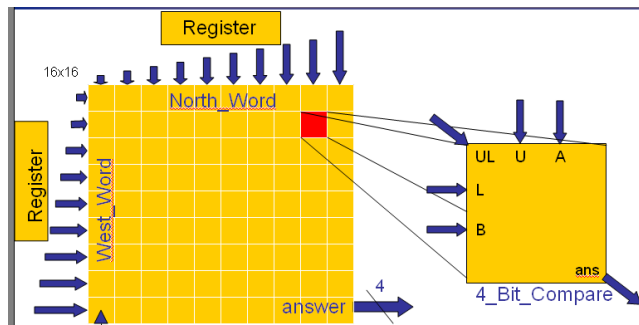 Register
16x16
North_Word
Register
West_Word
UL U A
L
B
ans
4
answer
4_Bit_Compare